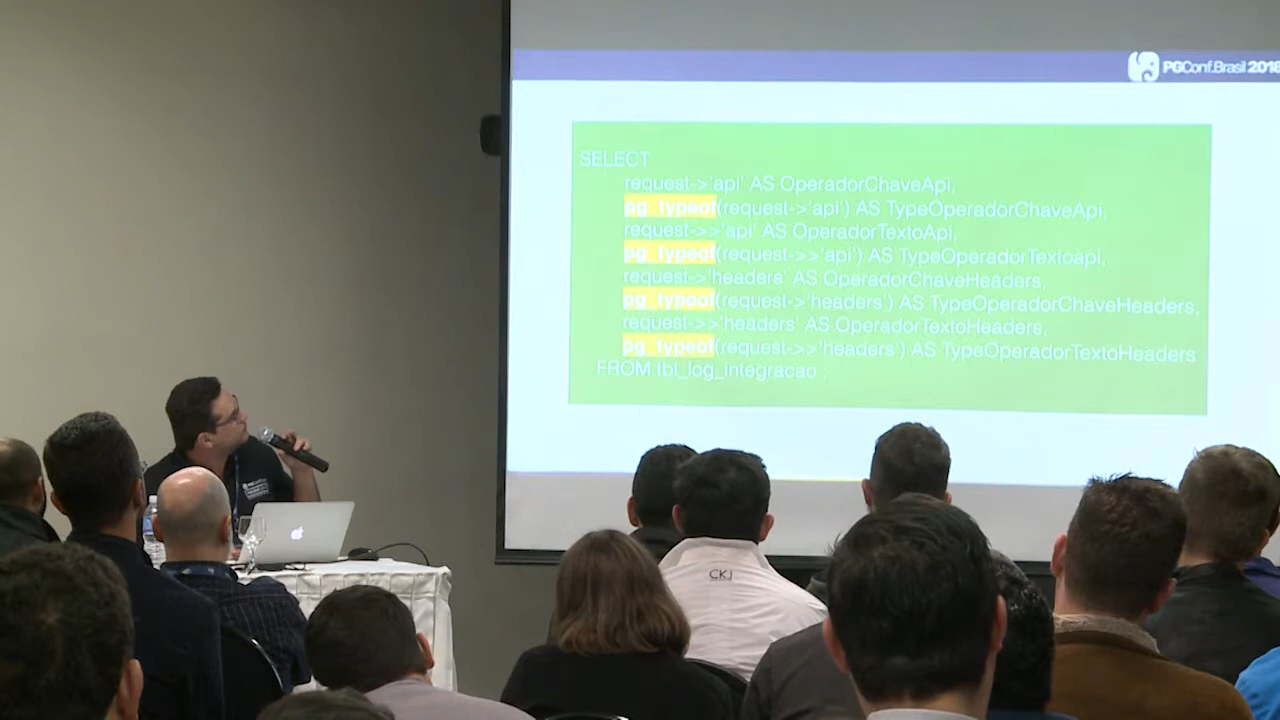 PGConf.Brasil 2018
SELECT
request->'api' AS OperadorChaveApi,
pg_typeof(request->'api') AS TypeOperadorChaveApi,
request->>'api' AS OperadorTextoApi,
pg_typeof(request->>'api') AS TypeOperadorTextoapi,
request->'headers' AS OperadorChaveHeaders,
pg_typeof(request->'headers') AS TypeOperadorChaveHeaders,
request->>'headers' AS OperadorTextoHeaders,
pg_typeof(request->>'headers') AS TypeOperadorTextoHeaders
FROM tbl_log_integracao ;
CKJ